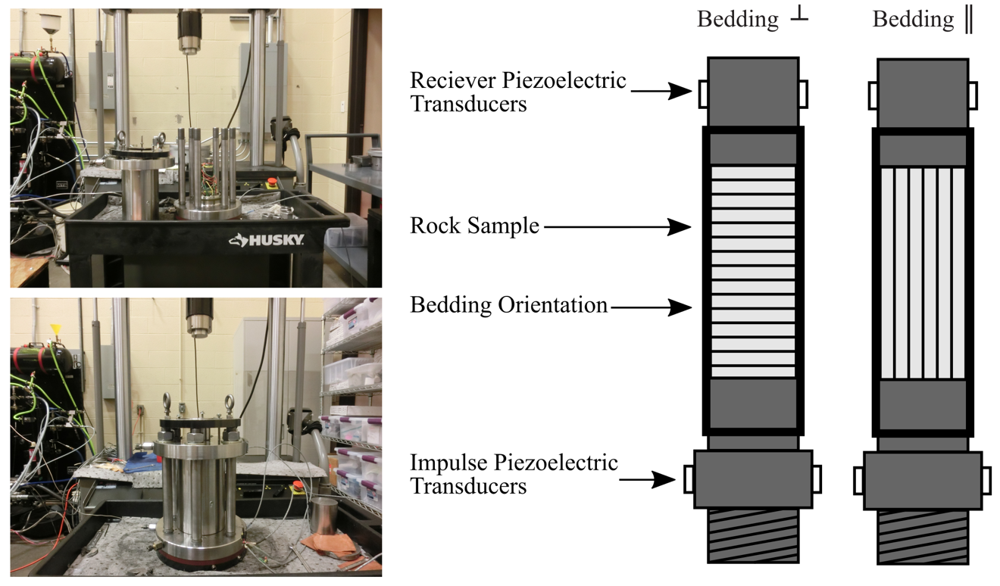 HUSKY
Bedding ⊥
Bedding ∥
Reciever Piezoelectric
Transducers
Rock Sample
Bedding Orientation
Impulse Piezoelectric
Transducers